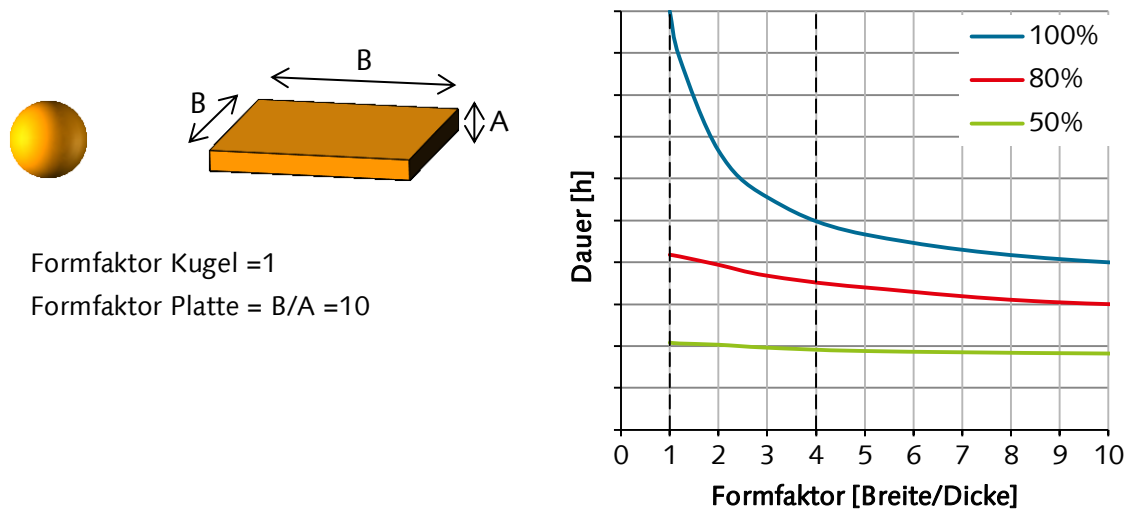 B
B
A
Formfaktor Kugel =1
Formfaktor Platte = B/A =10
100%
80%
50%
Dauer [h]
0 1 2 3 4 5 6 7 8 9 10
Formfaktor [Breite/Dicke]